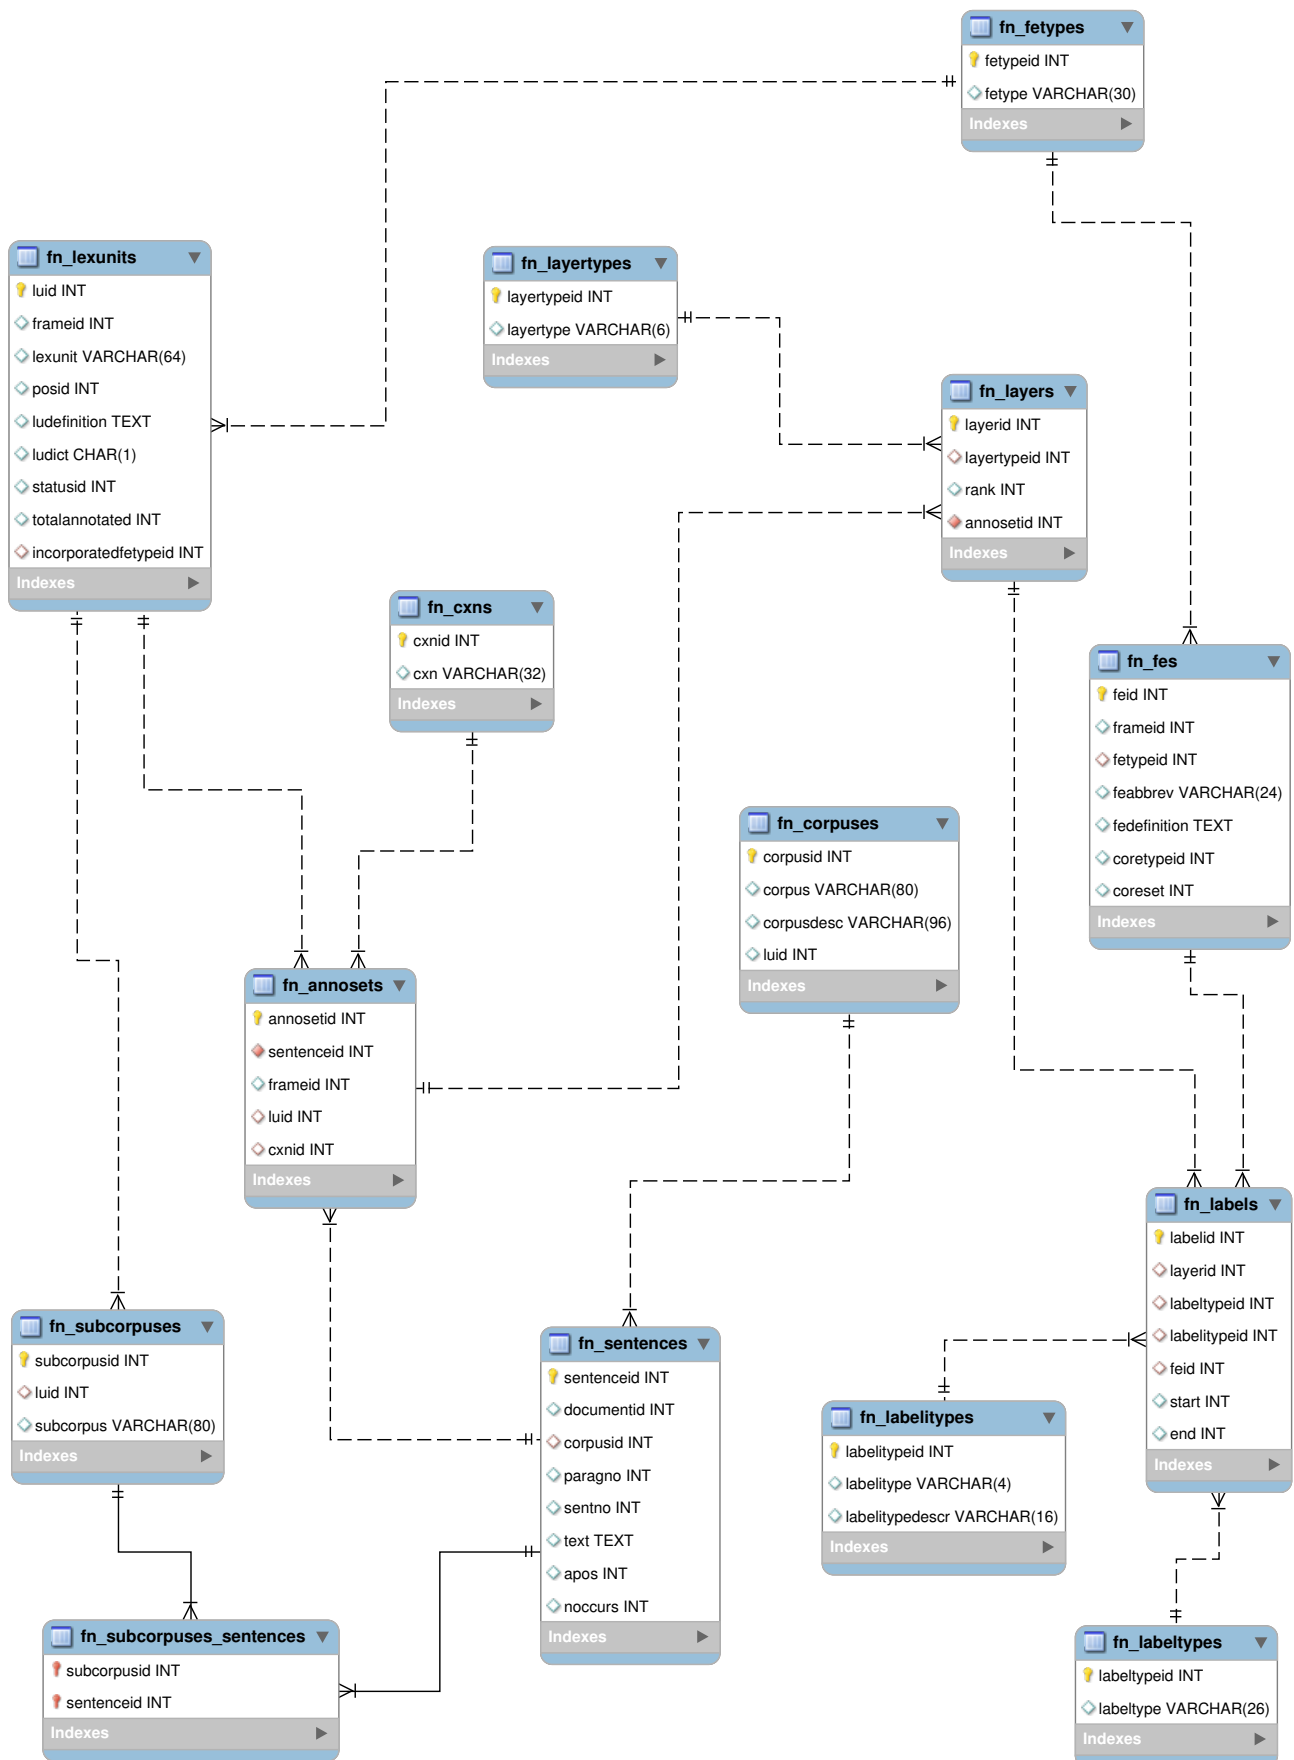 fn_fetypes
fetypeid INT
fetype VARCHAR(30)
Indexes
fn_lexunits
luid INT
frameid INT
lexunit VARCHAR(64)
posid INT
ludefinition TEXT
ludict CHAR(1)
statusid INT
totalannotated INT
incorporatedfetypeid INT
Indexes
fn_layertypes
layertypeid INT
layertype VARCHAR(6)
Indexes
fn_layers
layerid INT
layertypeid INT
rank INT
annosetid INT
Indexes
fn_cxns
cxnid INT
cxn VARCHAR(32)
Indexes
fn_fes
feid INT
frameid INT
fetypeid INT
feabbrev VARCHAR(24)
fedefinition TEXT
coretypeid INT
coreset INT
Indexes
fn_corpuses
corpusid INT
corpus VARCHAR(80)
corpusdesc VARCHAR(96)
luid INT
Indexes
fn_annosets
annosetid INT
sentenceid INT
frameid INT
luid INT
cxnid INT
Indexes
fn_labels
labelid INT
layerid INT
labeltypeid INT
labelitypeid INT
feid INT
start INT
end INT
Indexes
fn_subcorpuses
subcorpusid INT
luid INT
subcorpus VARCHAR(80)
Indexes
fn_sentences
sentenceid INT
documentid INT
corpusid INT
paragno INT
sentno INT
text TEXT
apos INT
noccurs INT
Indexes
fn_labelitypes
labelitypeid INT
labelitype VARCHAR(4)
labelitypedescr VARCHAR(16)
Indexes
fn_subcorpuses_sentences
subcorpusid INT
sentenceid INT
Indexes
fn_labeltypes
labeltypeid INT
labeltype VARCHAR(26)
Indexes